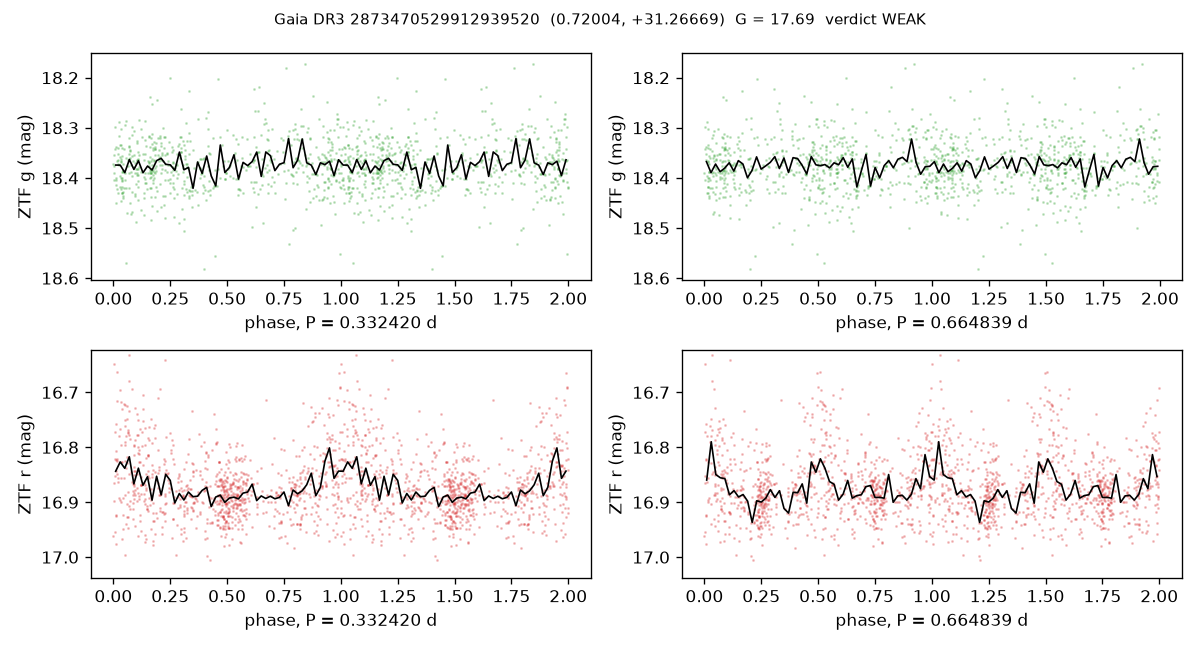 Gaia DR3 2873470529912939520 (0.72004, +31.26669) G = 17.69 verdict WEAK
ZTF g (mag)
18.2
18.3
18.4
18.5
18.6
0.00 0.25 0.50 0.75 1.00 1.25 1.50 1.75 2.00
phase, P = 0.332420 d
ZTF g (mag)
18.2
18.3
18.4
18.5
18.6
0.00 0.25 0.50 0.75 1.00 1.25 1.50 1.75 2.00
phase, P = 0.664839 d
ZTF r (mag)
16.7
16.8
16.9
17.0
0.00 0.25 0.50 0.75 1.00 1.25 1.50 1.75 2.00
phase, P = 0.332420 d
ZTF r (mag)
16.7
16.8
16.9
17.0
0.00 0.25 0.50 0.75 1.00 1.25 1.50 1.75 2.00
phase, P = 0.664839 d